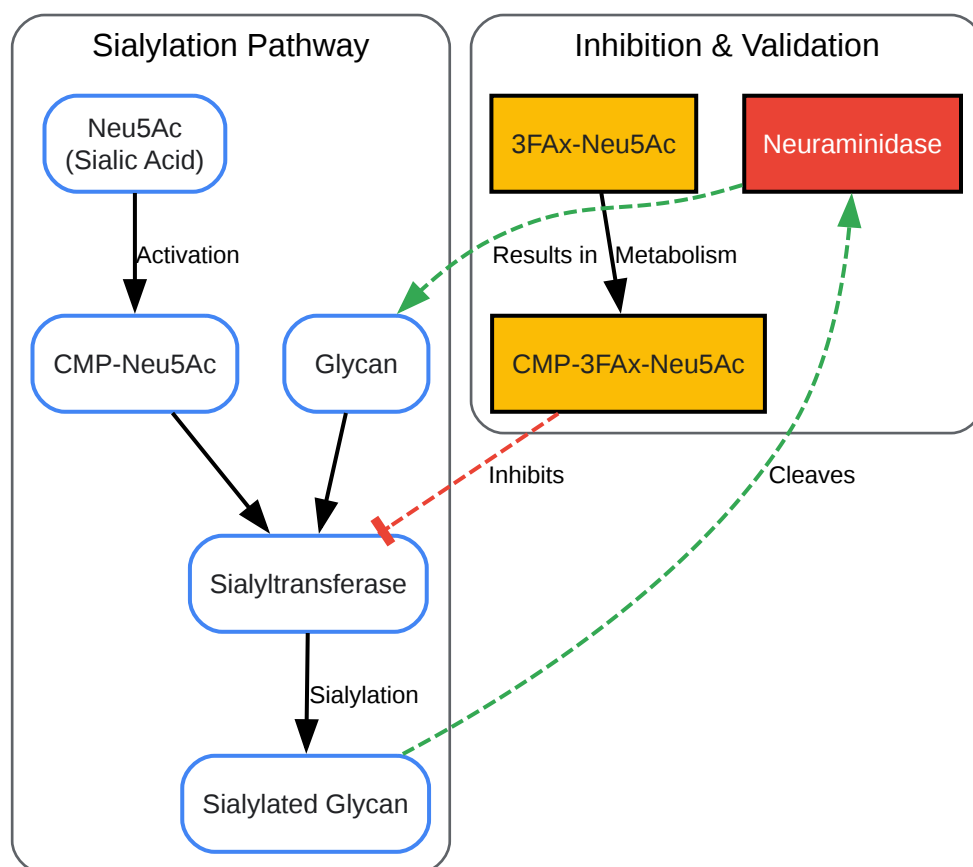 Sialylation Pathway
Neu5Ac
(Sialic Acid)
Activation
CMP-Neu5Ac
Glycan
Sialyltransferase
Sialylation
Sialylated Glycan
Inhibition & Validation
3FAx-Neu5Ac
Neuraminidase
Results in
Metabolism
CMP-3FAx-Neu5Ac
Inhibits
Cleaves